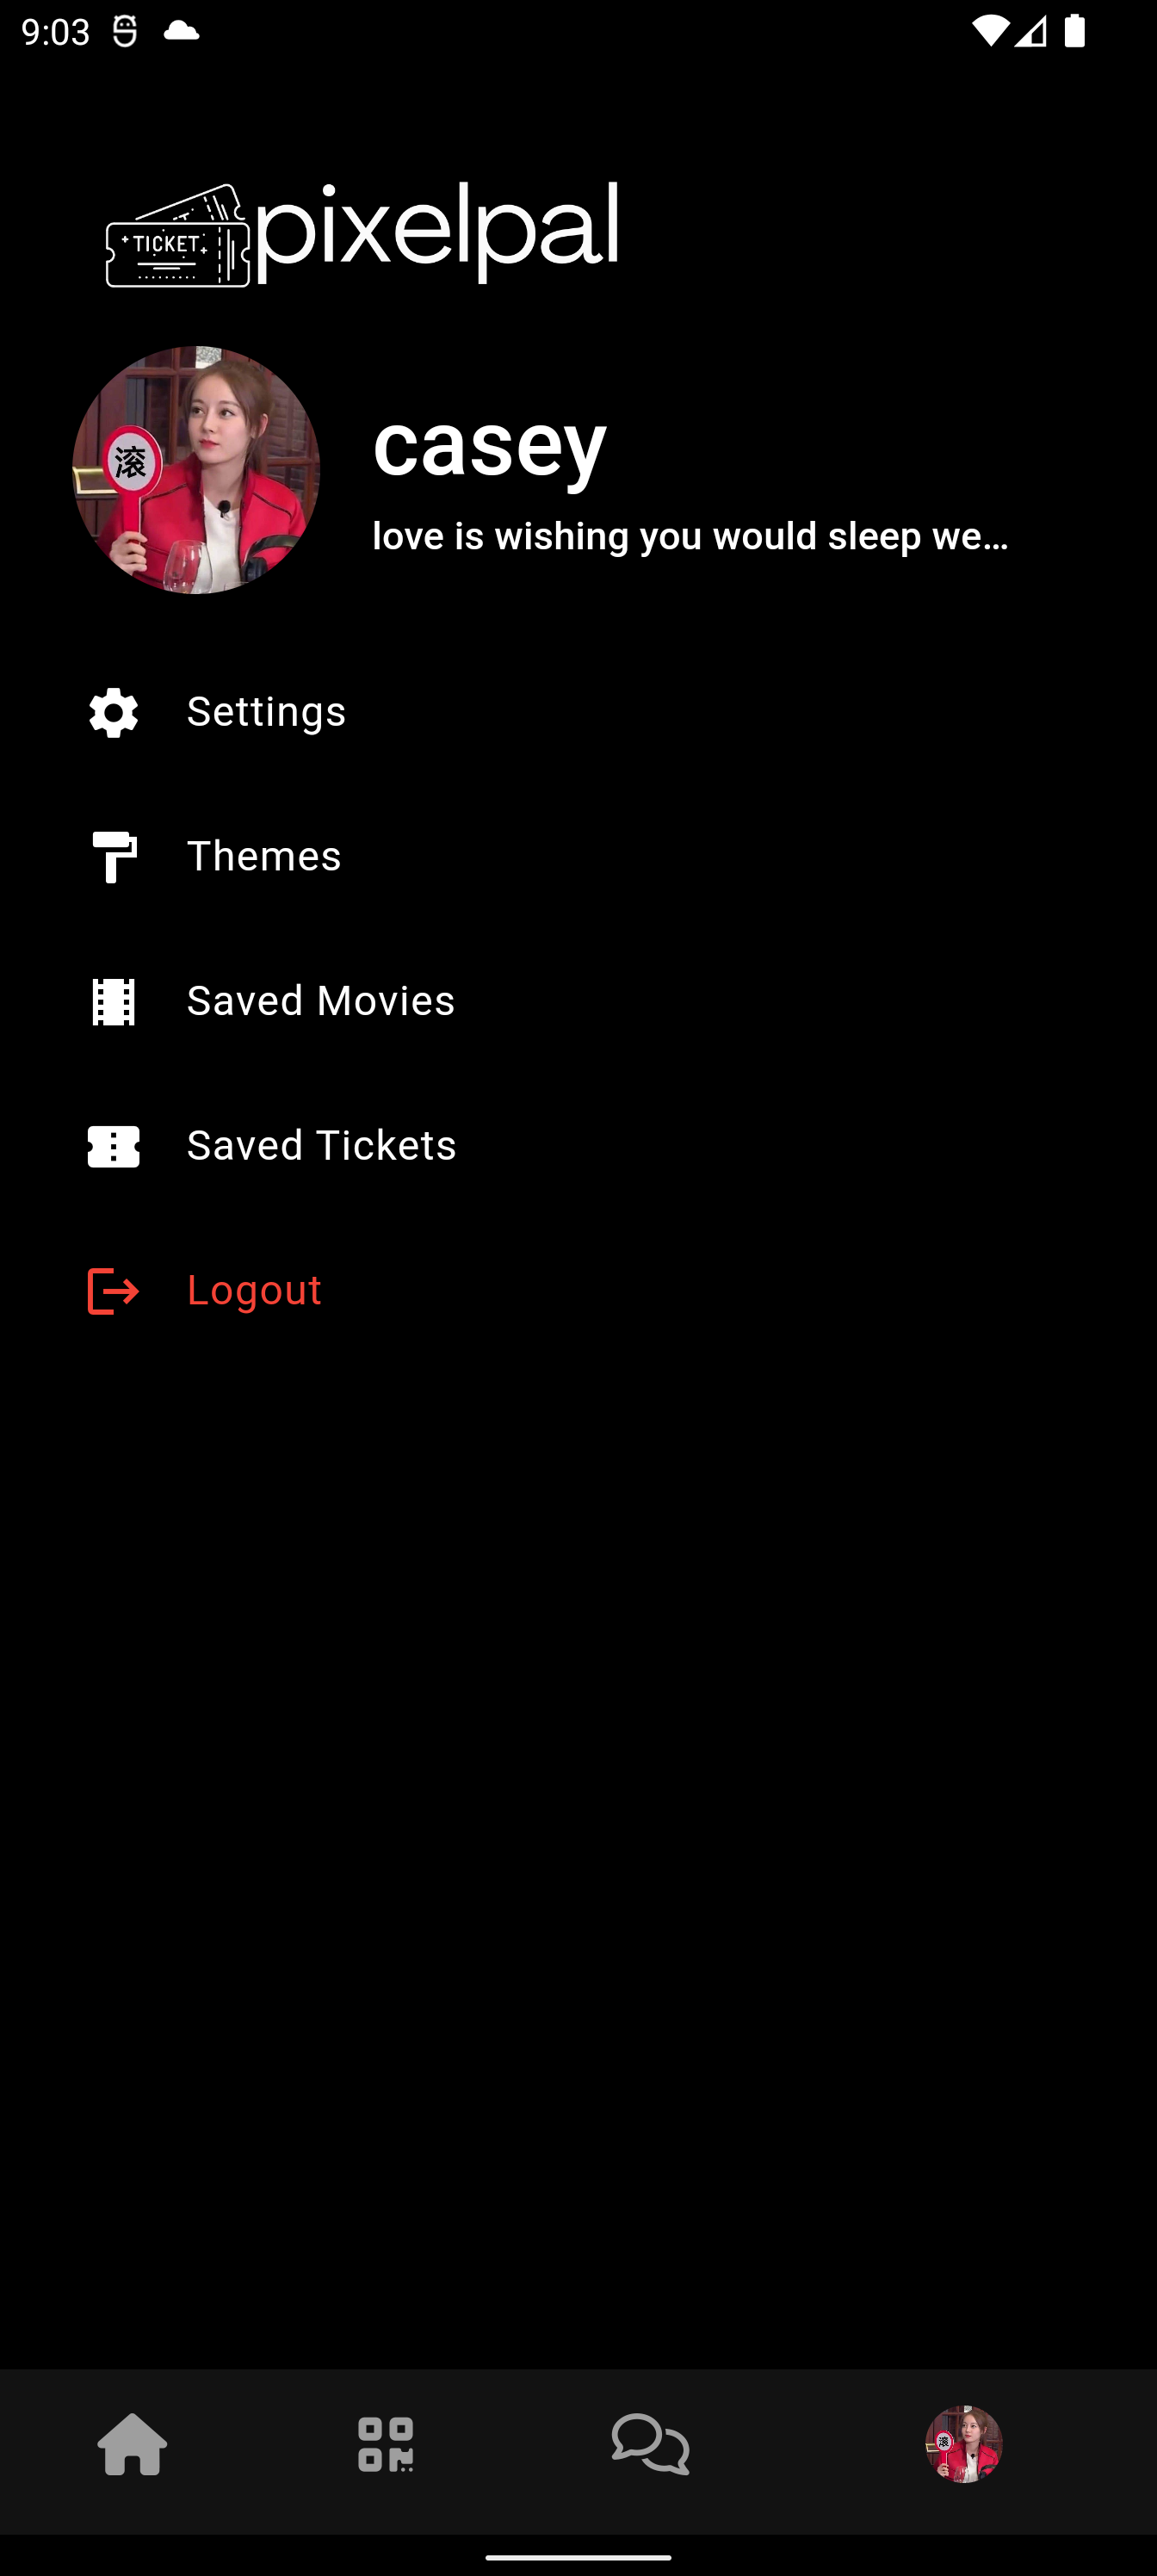 9:03
TICKET
pixelpal
滚
casey
love is wishing you would sleep we...
Settings
Themes
Saved Movies
Saved Tickets
Logout
滚